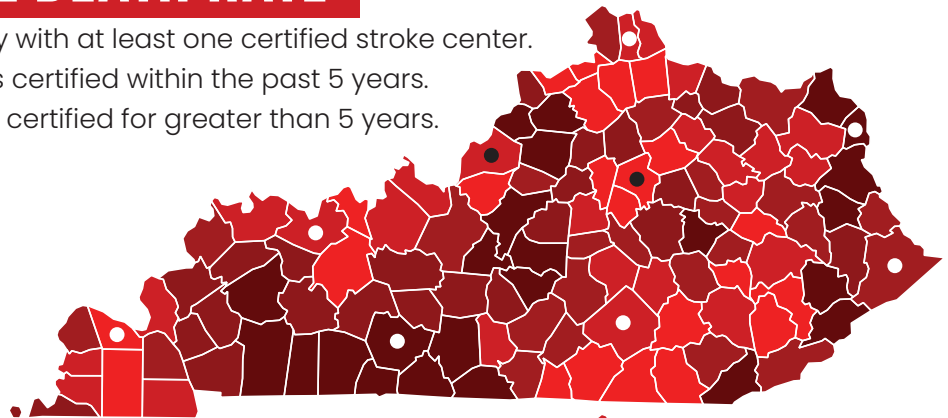 y with at least one certified stroke center.
s certified within the past 5 years.
certified for greater than 5 years.